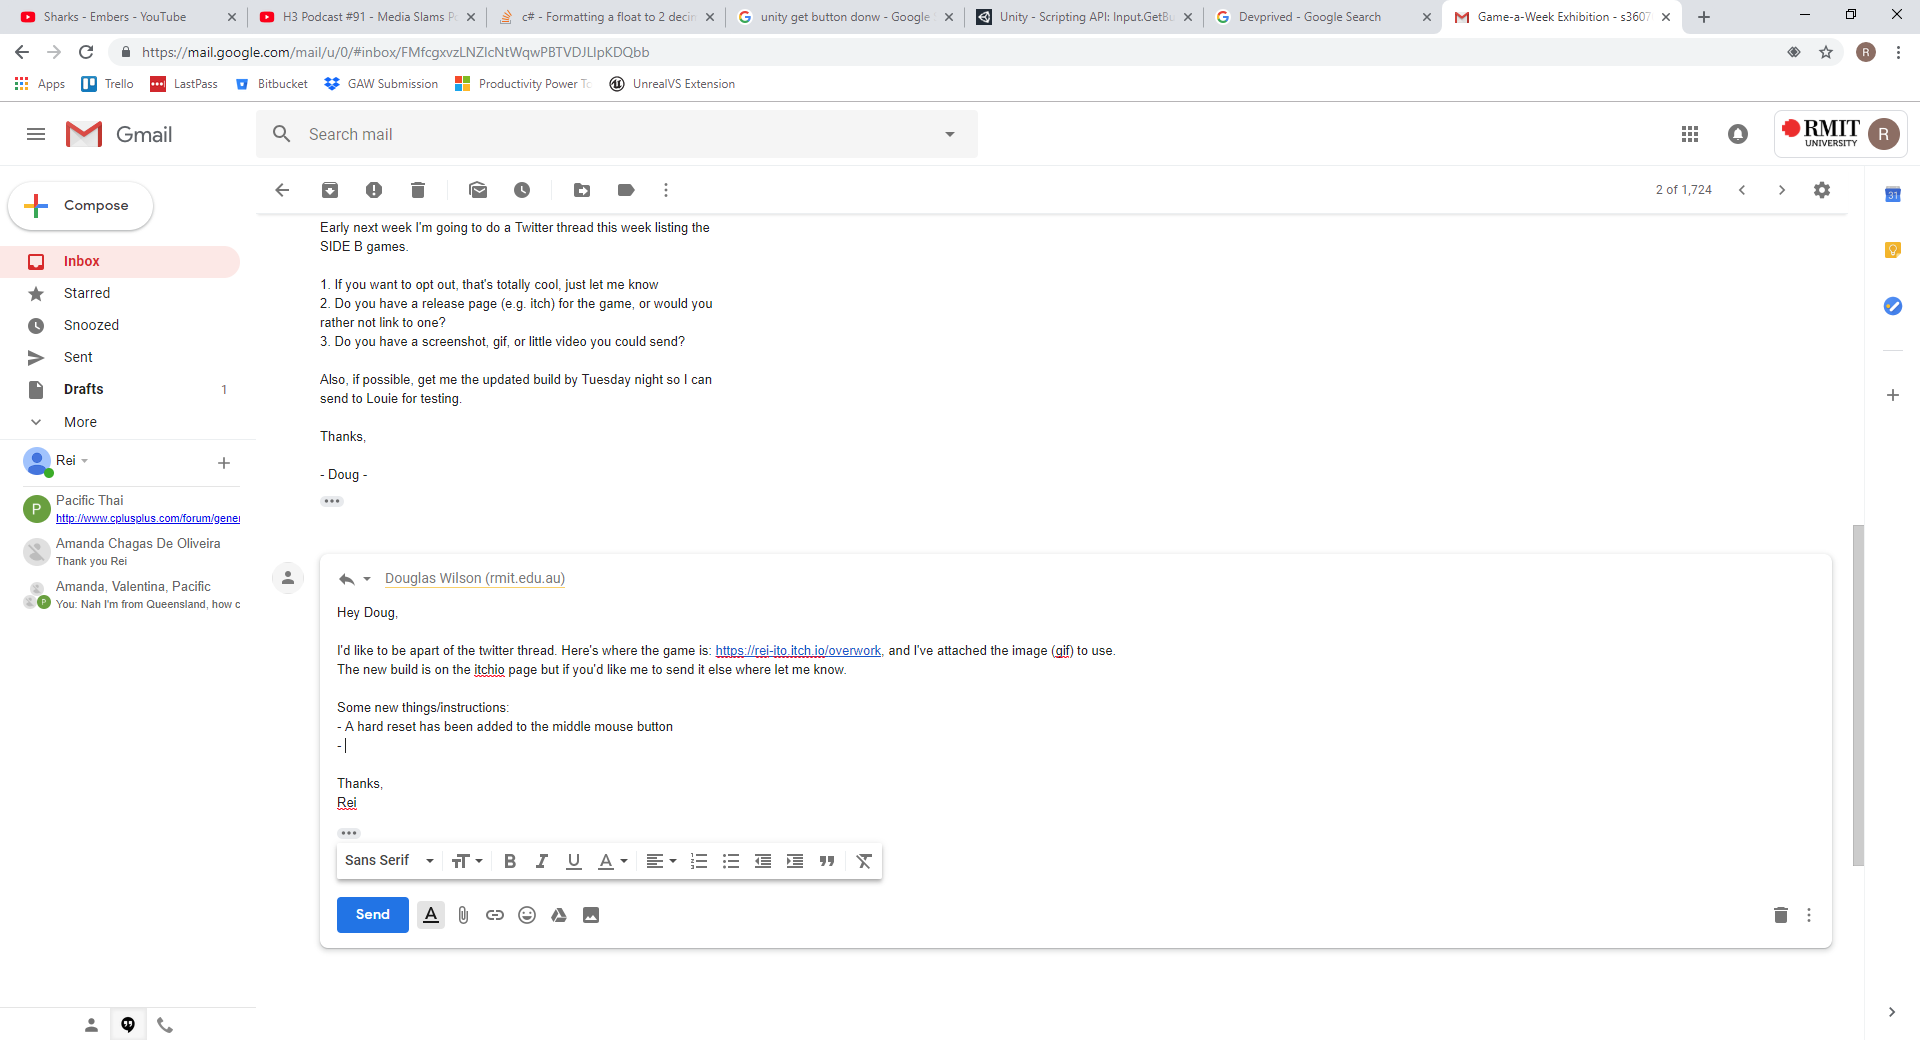 Sharks - Embers - YouTube
H3 Podcast #91 - Media Slams
c# - Formatting a float to 2 decim
unity get button donw - Google
Unity - Scripting API: Input.GetBu
Devprived - Google Search
Game-a-Week Exhibition - s3607
https://mail.google.com/mail/u/0/#inbox/FMfcgxvzLNZlcNtWqwPBTVDJLlpKDQbb
R
Apps
Trello
LastPass
Bitbucket
GAW Submission
Productivity Power To
UnrealVS Extension
Gmail
Search mail
RMIT
UNIVERSITY
R
Compose
2 of 1,724
31
Inbox
Starred
Snoozed
Sent
Drafts 1
More
Rei
P
Pacific Thai
http://www.cplusplus.com/forum/gener
Amanda Chagas De Oliveira
Thank you Rei
Amanda, Valentina, Pacific
P
You: Nah I'm from Queensland, how c
Early next week I'm going to do a Twitter thread this week listing the
SIDE B games.
1. If you want to opt out, that's totally cool, just let me know
2. Do you have a release page (e.g. itch) for the game, or would you
rather not link to one?
3. Do you have a screenshot, gif, or little video you could send?
Also, if possible, get me the updated build by Tuesday night so I can
send to Louie for testing.
Thanks,
- Doug -
Douglas Wilson (rmit.edu.au)
Hey Doug,
I'd like to be apart of the twitter thread. Here's where the game is: https://rei-ito.itch.io/overwork, and I've attached the image (gif) to use.
The new build is on the itchio page but if you'd like me to send it else where let me know.
Some new things/instructions:
- A hard reset has been added to the middle mouse button
-
Thanks,
Rei
Sans Serif
B I U A
Send
A